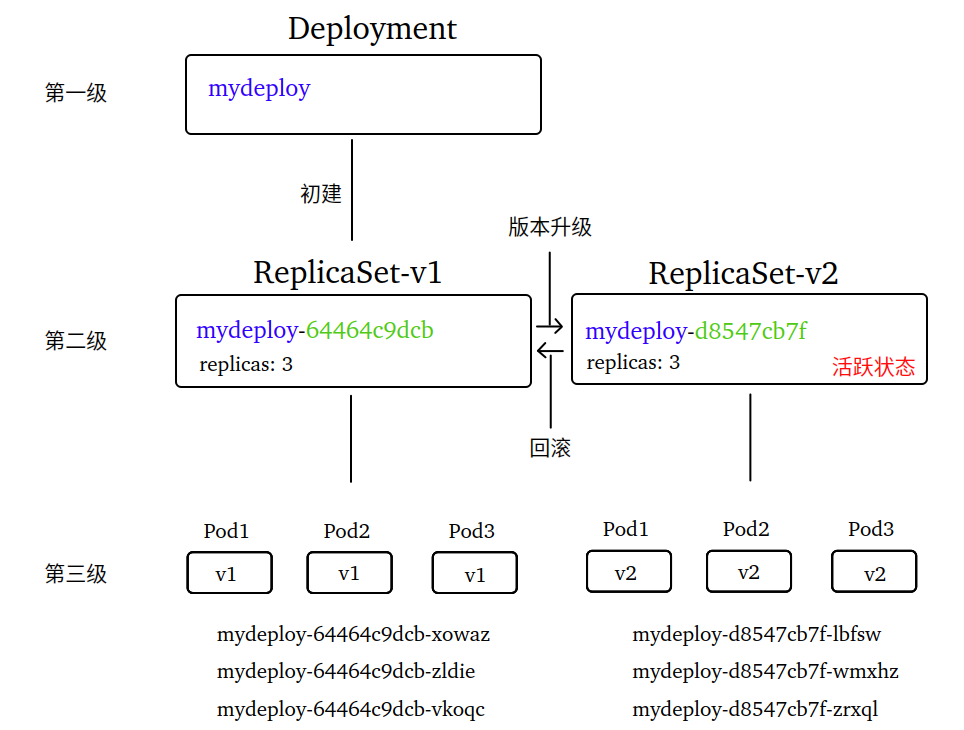 Deployment
第一级
mydeploy
初建
版本升级
ReplicaSet-v1
ReplicaSet-v2
第二级
mydeploy-64464c9dcb
replicas: 3
mydeploy-d8547cb7f
replicas: 3
活跃状态
回滚
Pod1
Pod2
Pod3
Pod1
Pod2
Pod3
第三级
v1
v1
v1
v2
v2
v2
mydeploy-64464c9dcb-xowaz
mydeploy-64464c9dcb-zldie
mydeploy-64464c9dcb-vkoqc
mydeploy-d8547cb7f-lbfsw
mydeploy-d8547cb7f-wmxhz
mydeploy-d8547cb7f-zrxql